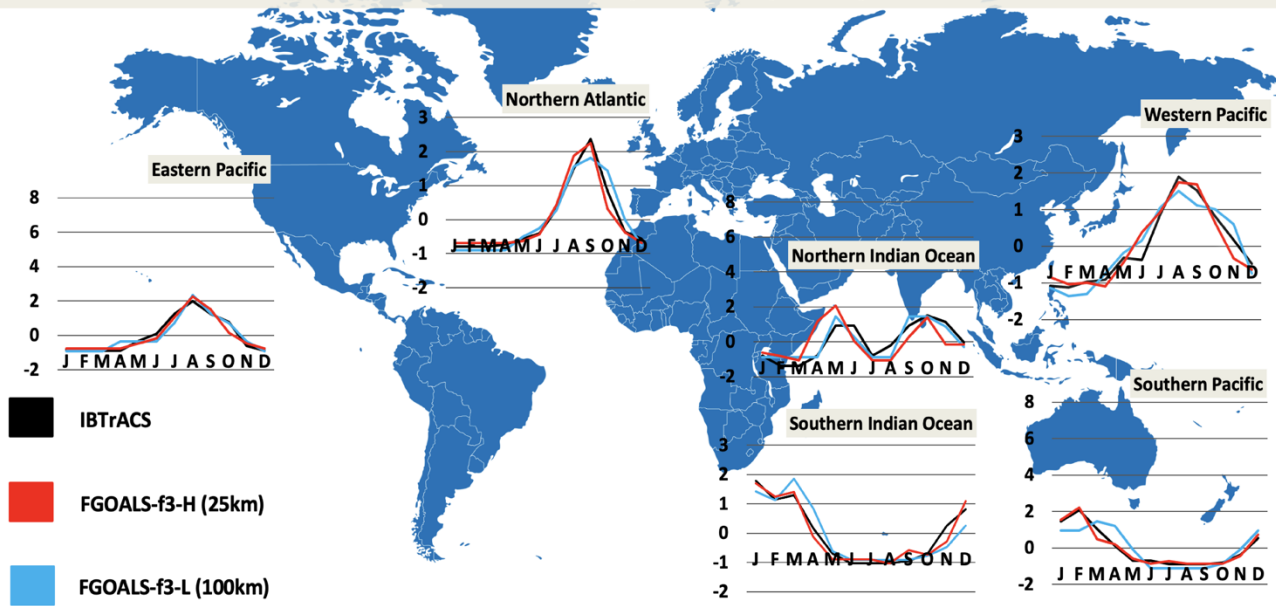 Northern Atlantic
3
2
1
0
-1
-2
J F M A M J J A S O N D
Western Pacific
3
2
1
0
-1
-2
J F M A M J J A S O N D
Eastern Pacific
8
6
4
2
0
-2
J F M A M J J A S O N D
8
6
Northern Indian Ocean
4
2
0
-2
J F M A M J J A S O N D
Southern Pacific
8
6
4
2
0
-2
J F M A M J J A S O N D
Southern Indian Ocean
3
2
1
0
-1
-2
J F M A M J J A S O N D
IBTrACS
FGOALS-f3-H (25km)
FGOALS-f3-L (100km)